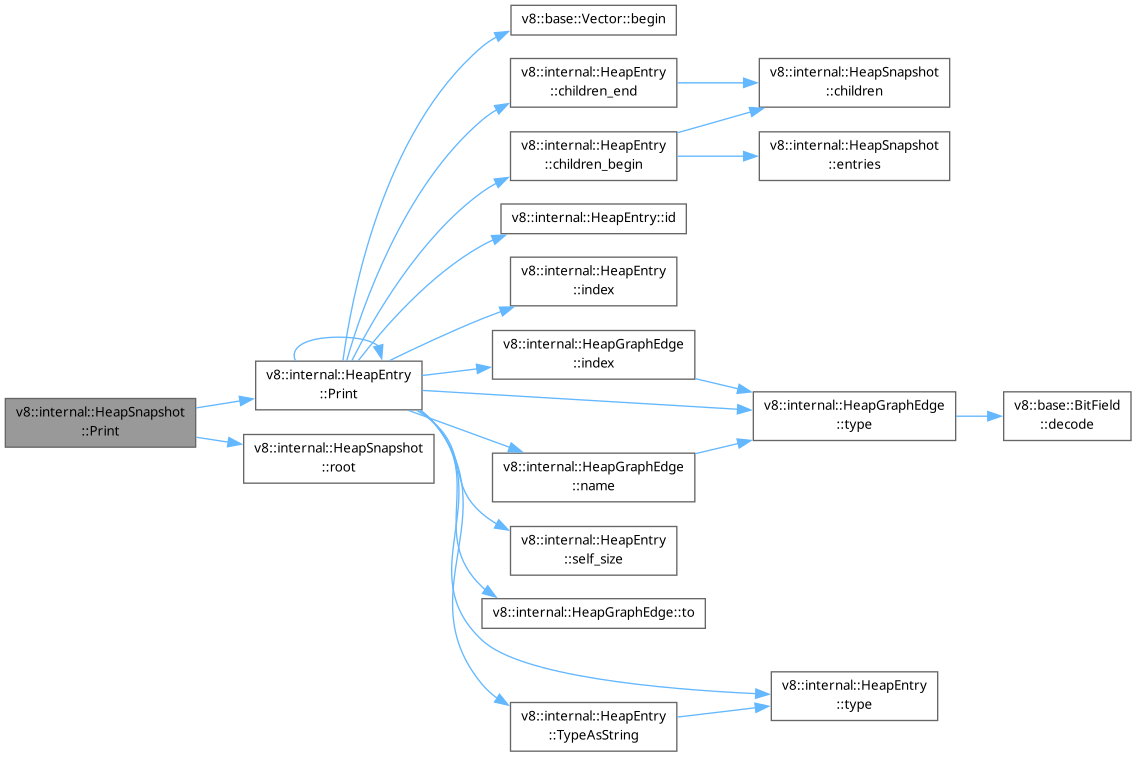 v8::base::Vector::begin
v8::internal::HeapEntry
::children_end
v8::internal::HeapSnapshot
::children
v8::internal::HeapEntry
::children_begin
v8::internal::HeapSnapshot
::entries
v8::internal::HeapEntry::id
v8::internal::HeapEntry
::index
v8::internal::HeapGraphEdge
::index
v8::internal::HeapEntry
::Print
v8::internal::HeapGraphEdge
::type
v8::base::BitField
::decode
v8::internal::HeapSnapshot
::Print
v8::internal::HeapSnapshot
::root
v8::internal::HeapGraphEdge
::name
v8::internal::HeapEntry
::self_size
v8::internal::HeapGraphEdge::to
v8::internal::HeapEntry
::type
v8::internal::HeapEntry
::TypeAsString